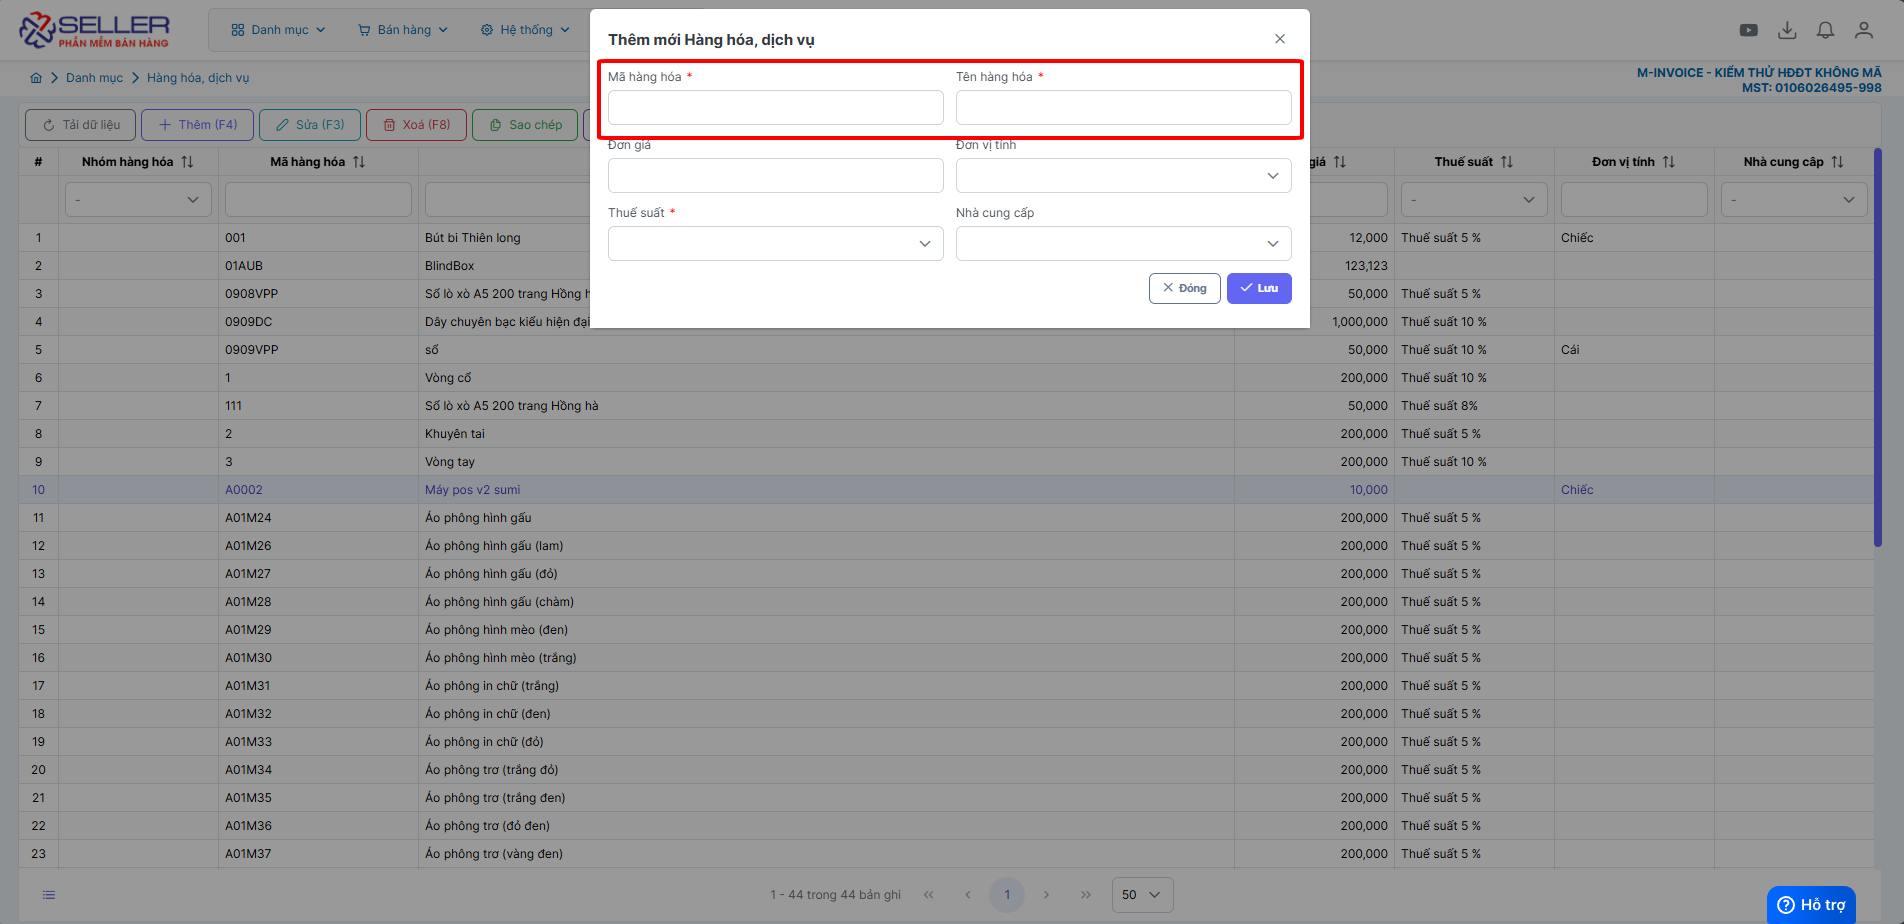 SELLER
PHẦN MỀM BÁN HÀNG
Danh mục
Bán hàng
Hệ thống
Danh mục
Hàng hóa, dịch vụ
M-INVOICE - KIỂM THỬ HĐĐT KHÔNG MÃ
MST: 0106026495-998
Tải dữ liệu
Thêm (F4)
Sửa (F3)
Xoá (F8)
Sao chép
Thêm mới Hàng hóa, dịch vụ
Mã hàng hóa *
Tên hàng hóa *
Đơn giá
Đơn vị tính
Thuế suất *
Nhà cung cấp
Đóng
Lưu
# Nhóm hàng hóa Mã hàng hóa giá Thuế suất Đơn vị tính Nhà cung cấp
- - -
1 001 Bút bi Thiên long 12,000 Thuế suất 5 % Chiếc
2 01AUB BlindBox 123,123
3 0908VPP Sổ lò xò A5 200 trang Hồng h 50,000 Thuế suất 5 %
4 0909DC Dây chuyên bạc kiểu hiện đại 1,000,000 Thuế suất 10 %
5 0909VPP sổ 50,000 Thuế suất 10 % Cái
6 1 Vòng cổ 200,000 Thuế suất 10 %
7 111 Sổ lò xò A5 200 trang Hồng hà 50,000 Thuế suất 8%
8 2 Khuyên tai 200,000 Thuế suất 5 %
9 3 Vòng tay 200,000 Thuế suất 10 %
10 A0002 Máy pos v2 sumi 10,000 Chiếc
11 A01M24 Áo phông hình gấu 200,000 Thuế suất 5 %
12 A01M26 Áo phông hình gấu (lam) 200,000 Thuế suất 5 %
13 A01M27 Áo phông hình gấu (đỏ) 200,000 Thuế suất 5 %
14 A01M28 Áo phông hình gấu (chàm) 200,000 Thuế suất 5 %
15 A01M29 Áo phông hình mèo (đen) 200,000 Thuế suất 5 %
16 A01M30 Áo phông hình mèo (trắng) 200,000 Thuế suất 5 %
17 A01M31 Áo phông in chữ (trắng) 200,000 Thuế suất 5 %
18 A01M32 Áo phông in chữ (đen) 200,000 Thuế suất 5 %
19 A01M33 Áo phông in chữ (đỏ) 200,000 Thuế suất 5 %
20 A01M34 Áo phông trơ (trắng đỏ) 200,000 Thuế suất 5 %
21 A01M35 Áo phông trơ (trắng đen) 200,000 Thuế suất 5 %
22 A01M36 Áo phông trơ (đỏ đen) 200,000 Thuế suất 5 %
23 A01M37 Áo phông trơ (vàng đen) 200,000 Thuế suất 5 %
1 - 44 trong 44 bản ghi « ‹ 1 › » 50
Hỗ trợ